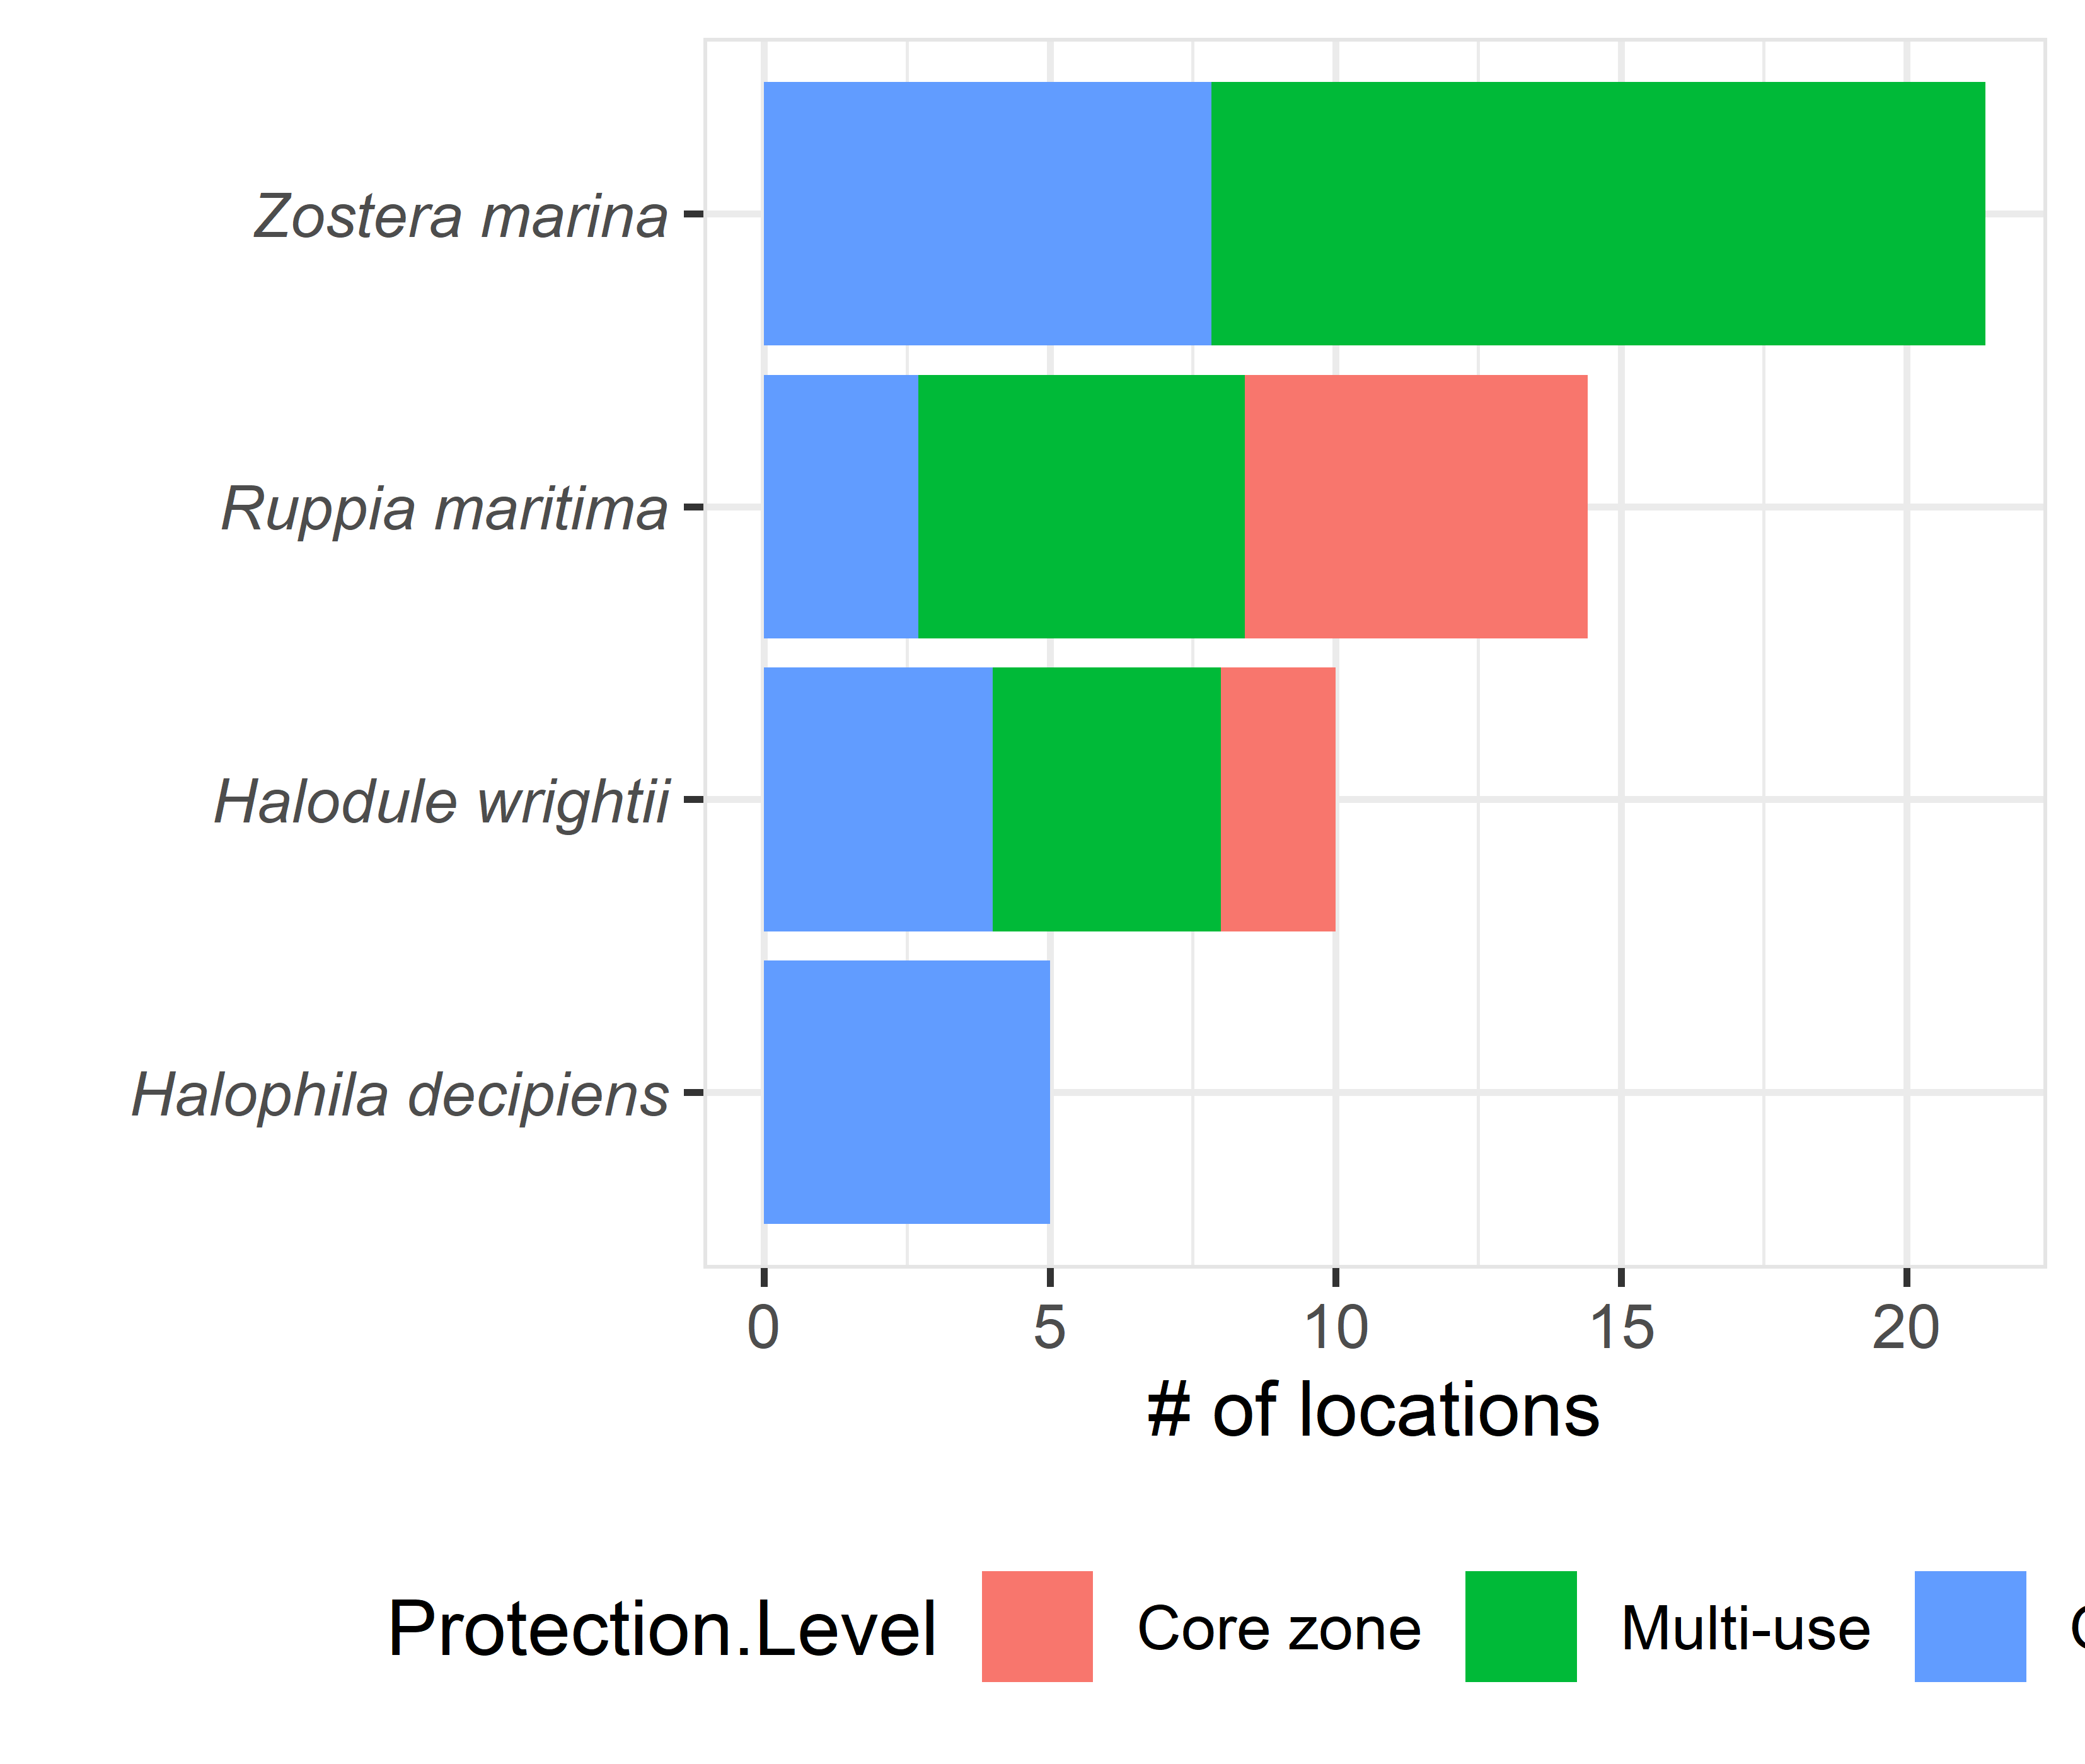 Zostera marina
Ruppia maritima
Halodule wrightii
Halophila decipiens
0 5 10 15 20
# of locations
Protection.Level Core zone Multi-use